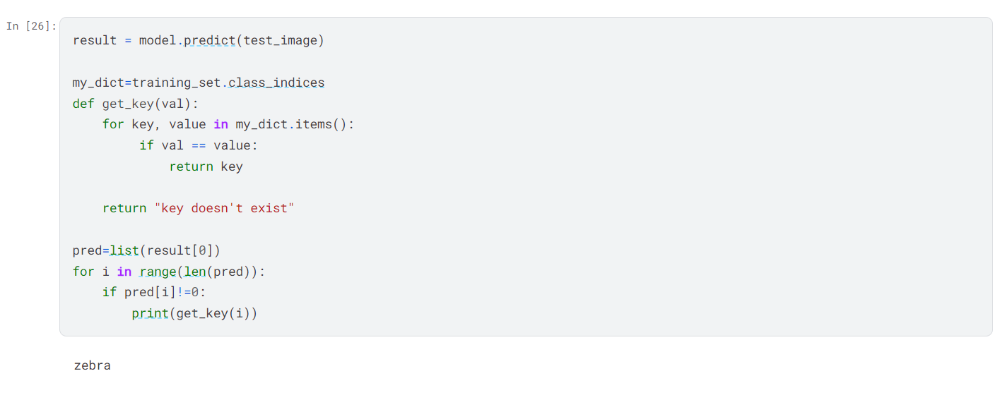 In [26]:
result = model.predict(test_image)
my_dict=training_set.class_indices
def get_key(val):
    for key, value in my_dict.items():
         if val == value:
             return key
    return "key doesn't exist"
pred=list(result[0])
for i in range(len(pred)):
    if pred[i]!=0:
        print(get_key(i))
zebra